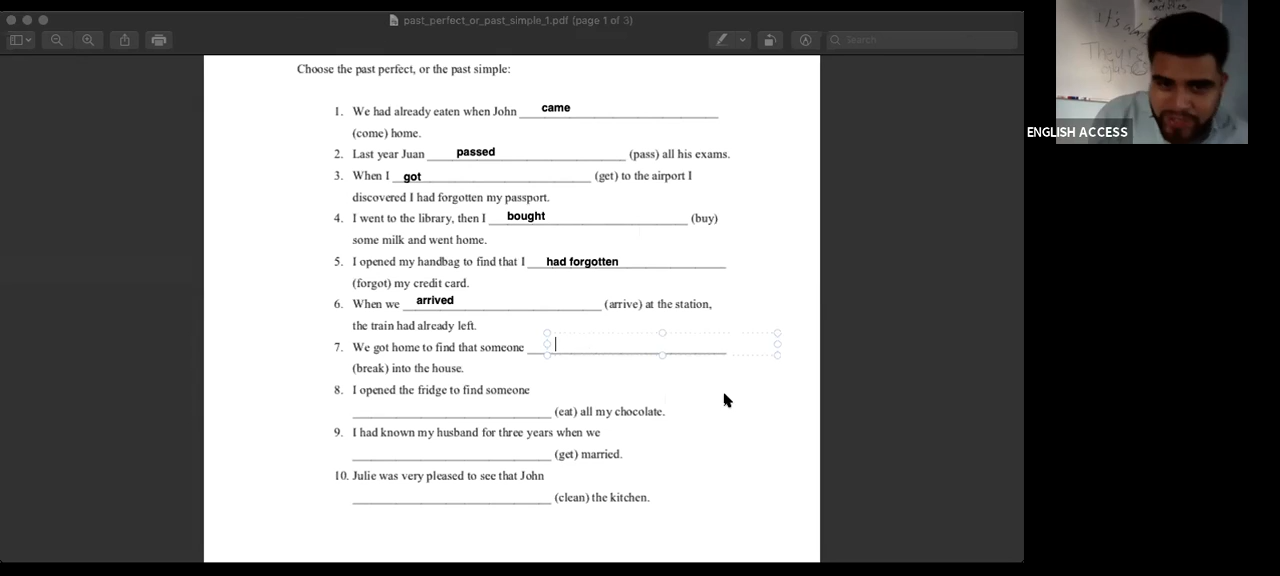 past_perfect_or_past_simple_1.pdf (page 1 of 3)
Search
Choose the past perfect, or the past simple:
1. We had already eaten when John came
(come) home.
2. Last year Juan passed (pass) all his exams.
3. When I got (get) to the airport I
discovered I had forgotten my passport.
4. I went to the library, then I bought (buy)
some milk and went home.
5. I opened my handbag to find that I had forgotten
(forgot) my credit card.
6. When we arrived (arrive) at the station,
the train had already left.
7. We got home to find that someone
(break) into the house.
8. I opened the fridge to find someone
(eat) all my chocolate.
9. I had known my husband for three years when we
(get) married.
10. Julie was very pleased to see that John
(clean) the kitchen.
It's
ENGLISH ACCESS